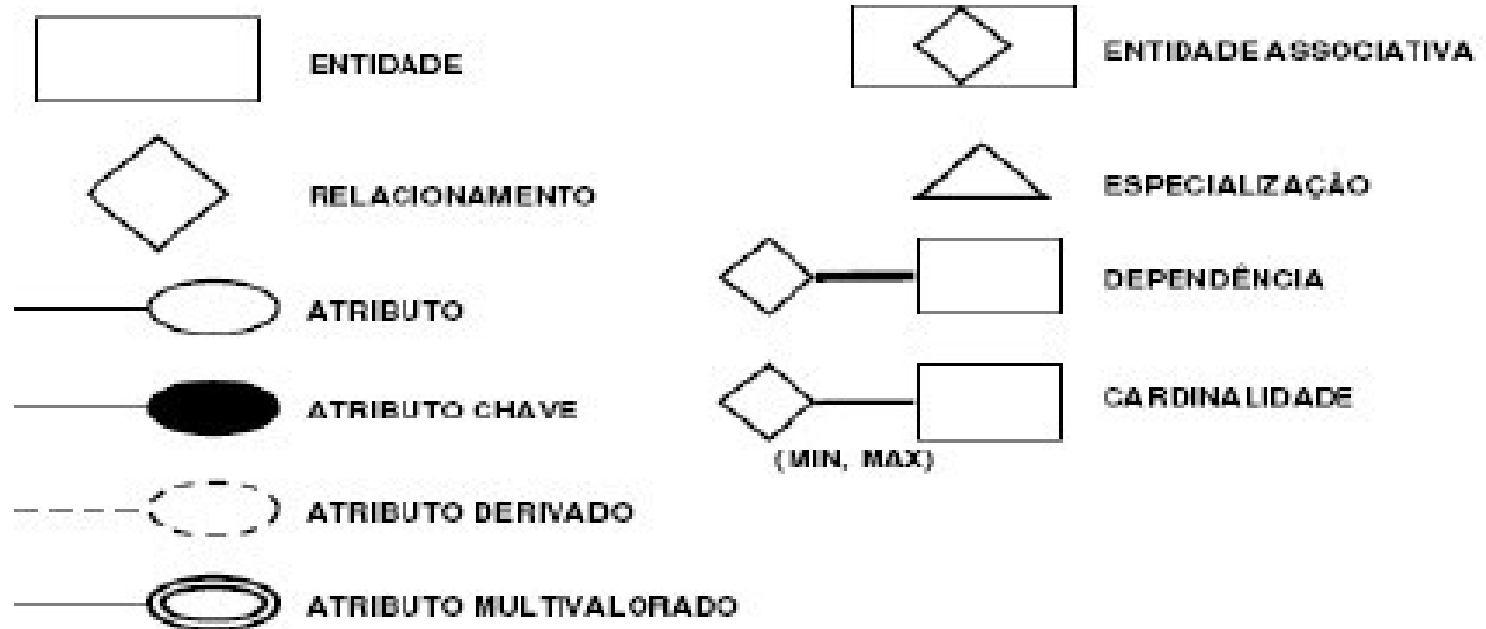 ENTIDADE
RELACIONAMENTO
ATRIBUTO
ATRIBUTO CHAVE
ATRIBUTO DERIVADO
ATRIBUTO MULTIVALORADO
ENTIDADE ASSOCIATIVA
ESPECIALIZAÇÃO
DEPENDÊNCIA
CARDINALIDADE
(MIN, MAX)